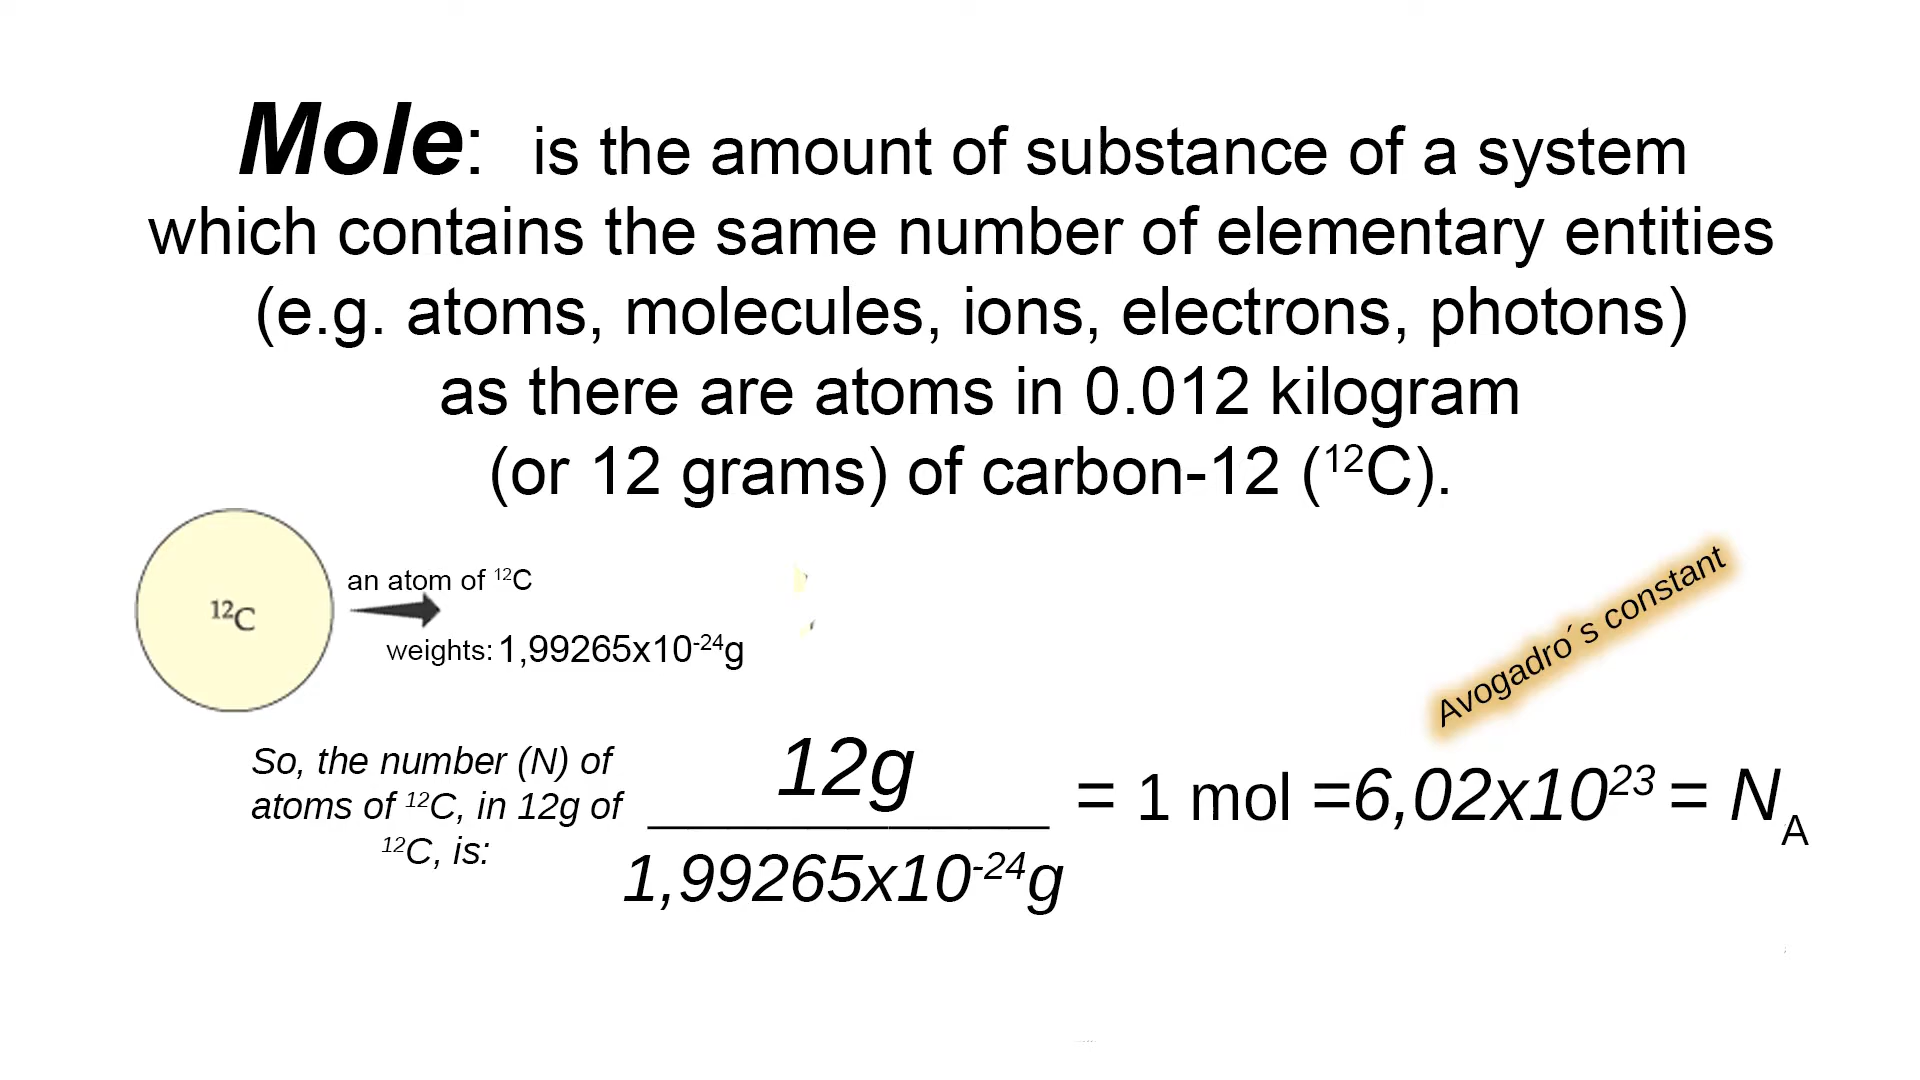 Mole: is the amount of substance of a system
which contains the same number of elementary entities
(e.g. atoms, molecules, ions, electrons, photons)
as there are atoms in 0.012 kilogram
(or 12 grams) of carbon-12 (¹²C).
¹²C
an atom of ¹²C
weights: 1,99265x10⁻²⁴g
Avogadro´s constant
So, the number (N) of
atoms of ¹²C, in 12g of
¹²C, is:
12g
1,99265x10⁻²⁴g
= 1 mol =6,02x10²³ = N_A